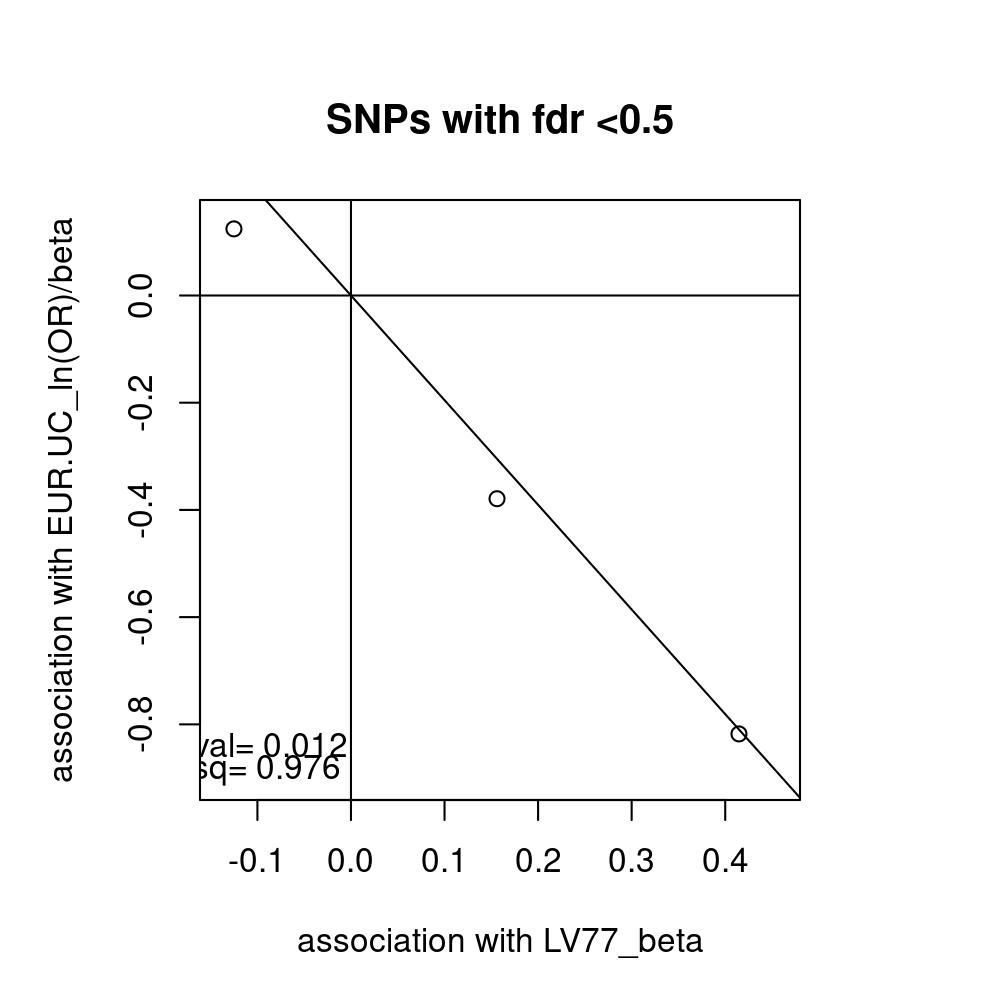 SNPs with fdr <0.5
association with EUR.UC_ln(OR)/beta
0.0
-0.2
-0.4
-0.6
-0.8
val= 0.012
sq= 0.976
-0.1 0.0 0.1 0.2 0.3 0.4
association with LV77_beta